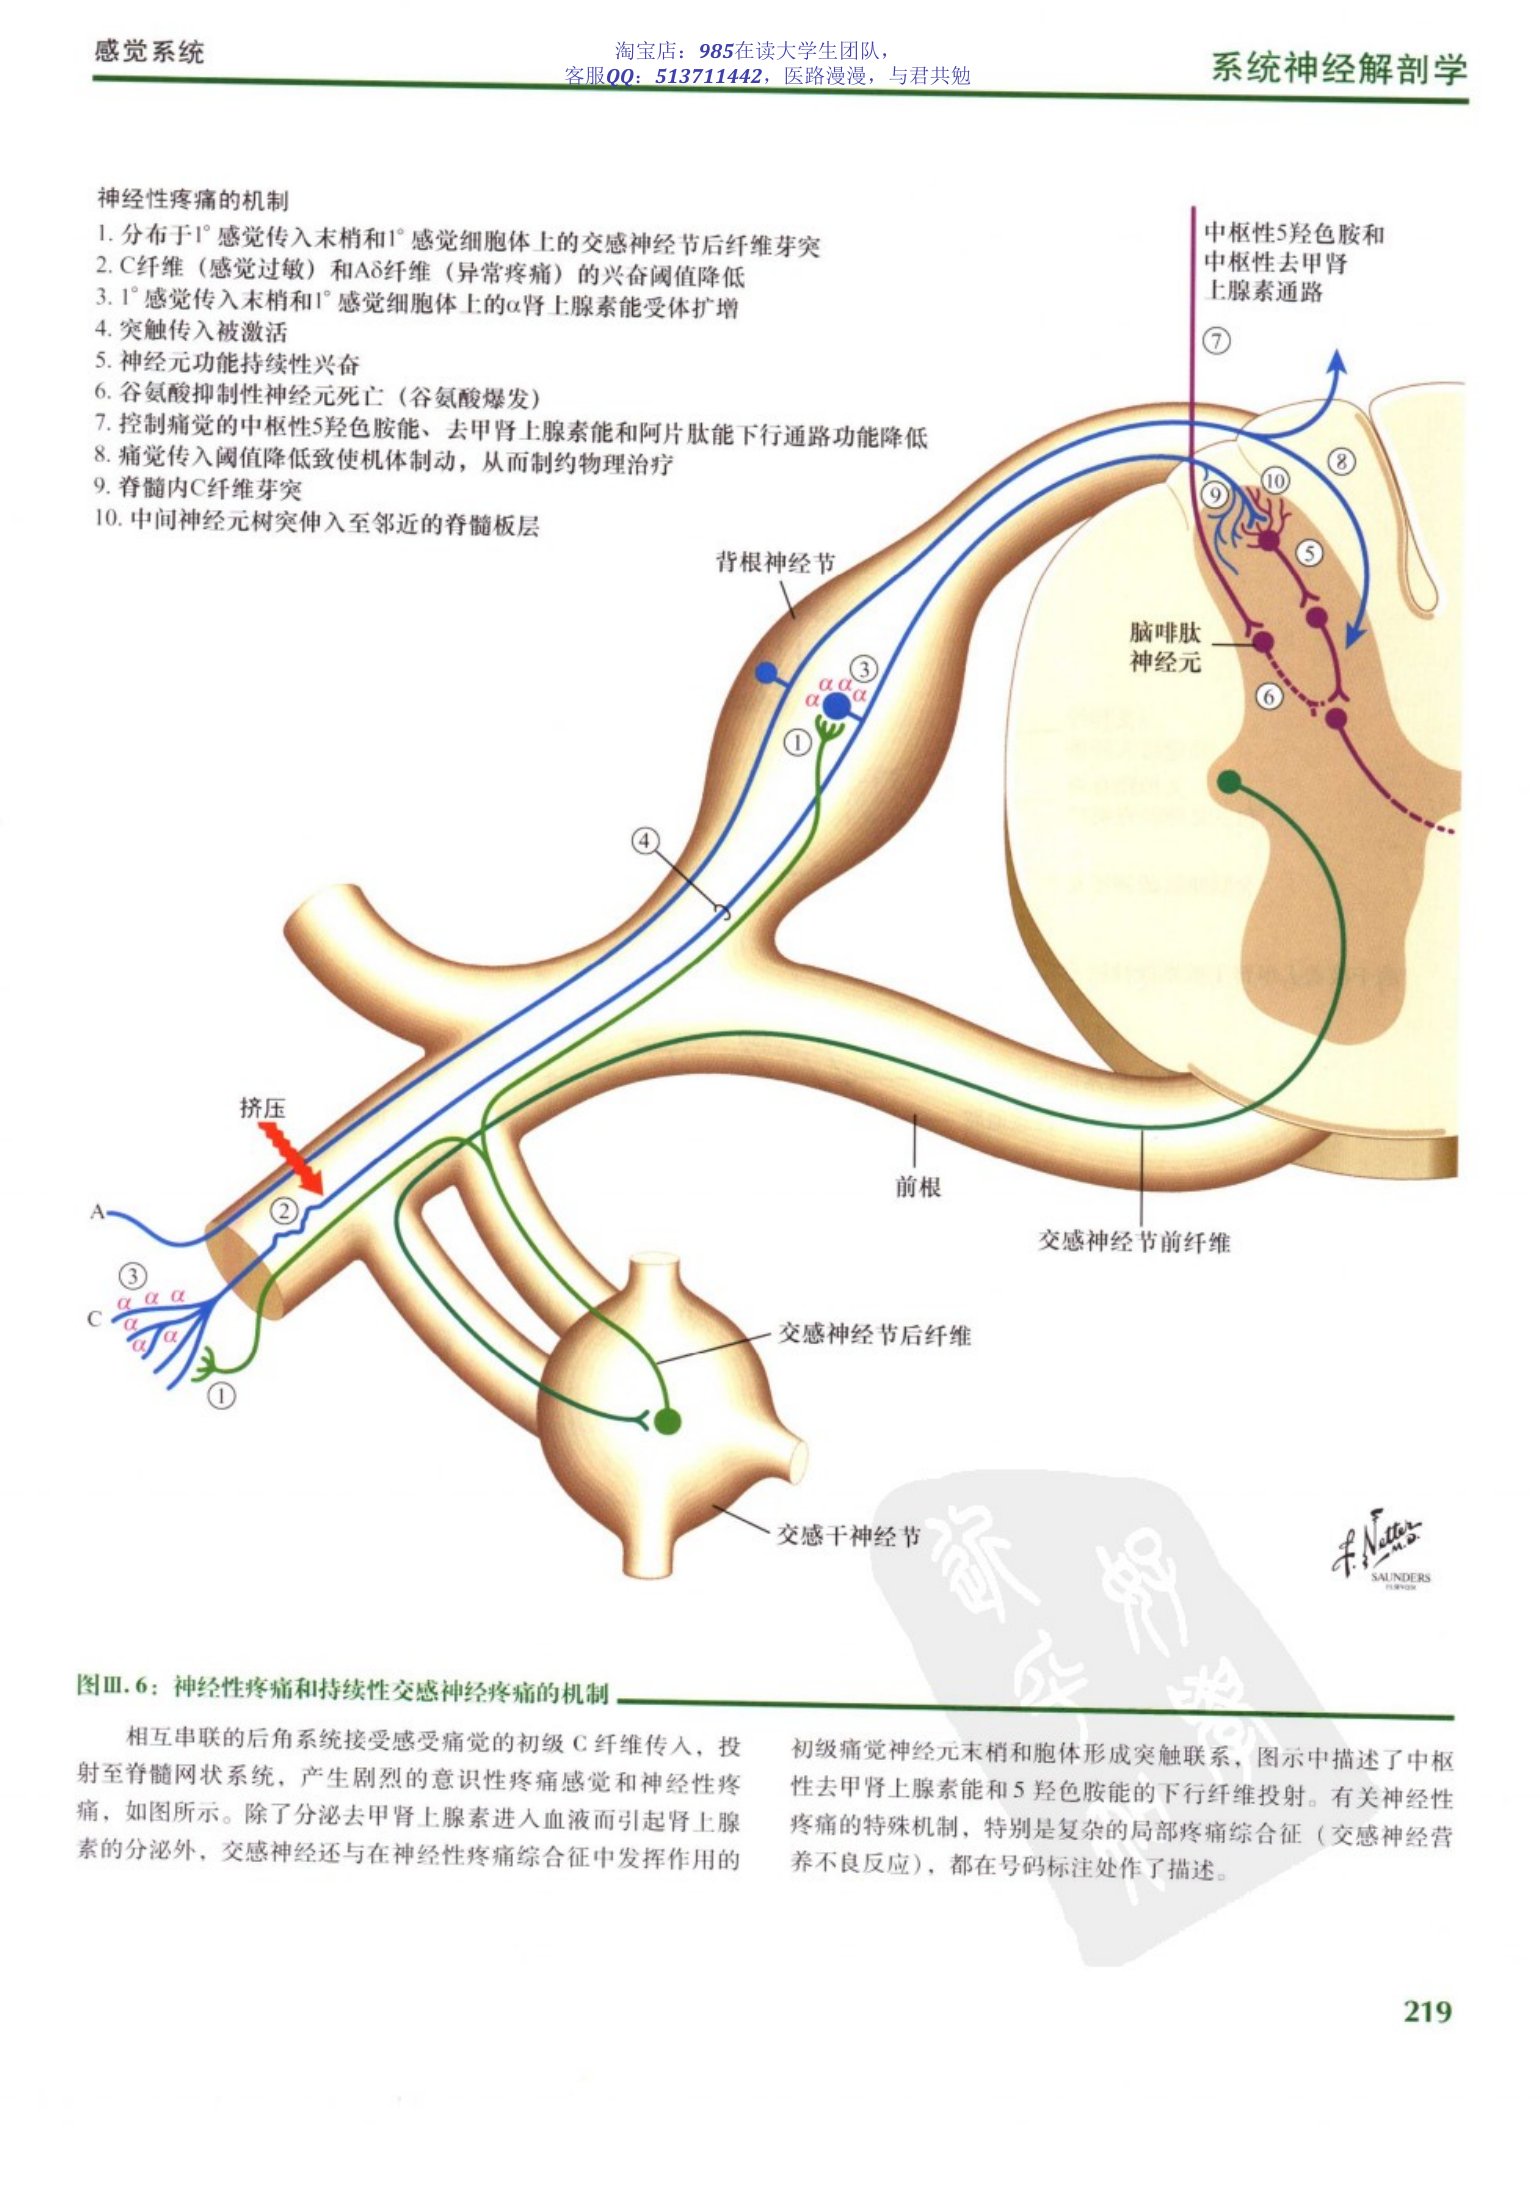 感觉系统
淘宝店：985在读大学生团队，
客服QQ：513711442，医路漫漫，与君共勉
系统神经解剖学
神经性疼痛的机制
1. 分布于1°感觉传入末梢和1°感觉细胞体上的交感神经节后纤维芽突
2. C纤维（感觉过敏）和Aδ纤维（异常疼痛）的兴奋阈值降低
3. 1°感觉传入末梢和1°感觉细胞体上的α肾上腺素能受体扩增
4. 突触传入被激活
5. 神经元功能持续性兴奋
6. 谷氨酸抑制性神经元死亡（谷氨酸爆发）
7. 控制痛觉的中枢性5羟色胺能、去甲肾上腺素能和阿片肽能下行通路功能降低
8. 痛觉传入阈值降低致使机体制动，从而制约物理治疗
9. 脊髓内C纤维芽突
10. 中间神经元树突伸入至邻近的脊髓板层
中枢性5羟色胺和
中枢性去甲肾
上腺素通路
⑦
⑧
⑨
⑩
⑤
背根神经节
脑啡肽
神经元
⑥
③
α α α α
①
④
挤压
②
A
③
α α α
C
α
α α
①
前根
交感神经节前纤维
交感神经节后纤维
交感干神经节
F. Netter M.D.
SAUNDERS
ELSEVIER
图Ⅲ.6：神经性疼痛和持续性交感神经疼痛的机制
相互串联的后角系统接受感受痛觉的初级 C 纤维传入，投
射至脊髓网状系统，产生剧烈的意识性疼痛感觉和神经性疼
痛，如图所示。除了分泌去甲肾上腺素进入血液而引起肾上腺
素的分泌外，交感神经还与在神经性疼痛综合征中发挥作用的
初级痛觉神经元末梢和胞体形成突触联系，图示中描述了中枢
性去甲肾上腺素能和 5 羟色胺能的下行纤维投射。有关神经性
疼痛的特殊机制，特别是复杂的局部疼痛综合征（交感神经营
养不良反应），都在号码标注处作了描述。
219